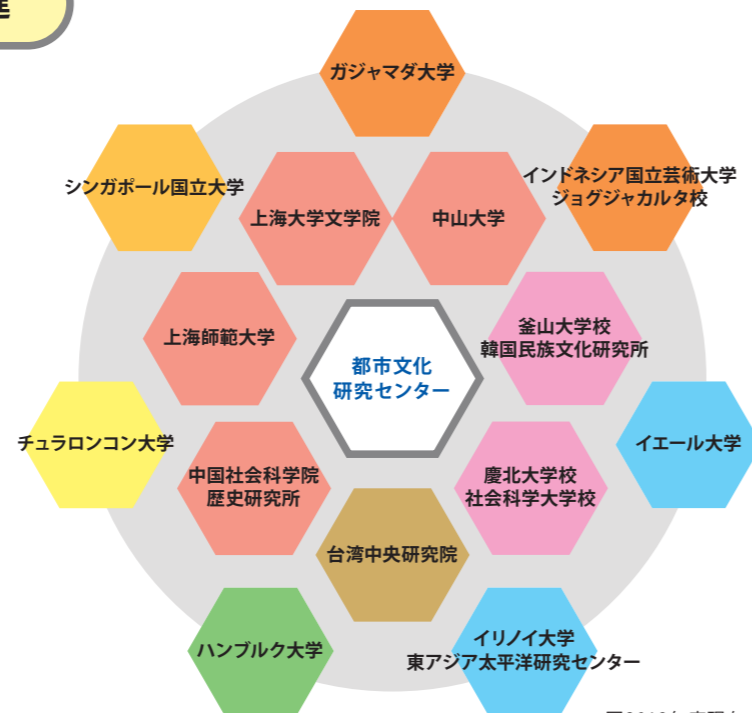 進
ガジャマダ大学
シンガポール国立大学
インドネシア国立芸術大学
ジョグジャカルタ校
上海大学文学院
中山大学
上海師範大学
釜山大学校
韓国民族文化研究所
都市文化
研究センター
チュラロンコン大学
イエール大学
中国社会科学院
歴史研究所
慶北大学校
社会科学大学校
台湾中央研究院
ハンブルク大学
イリノイ大学
東アジア太平洋研究センター